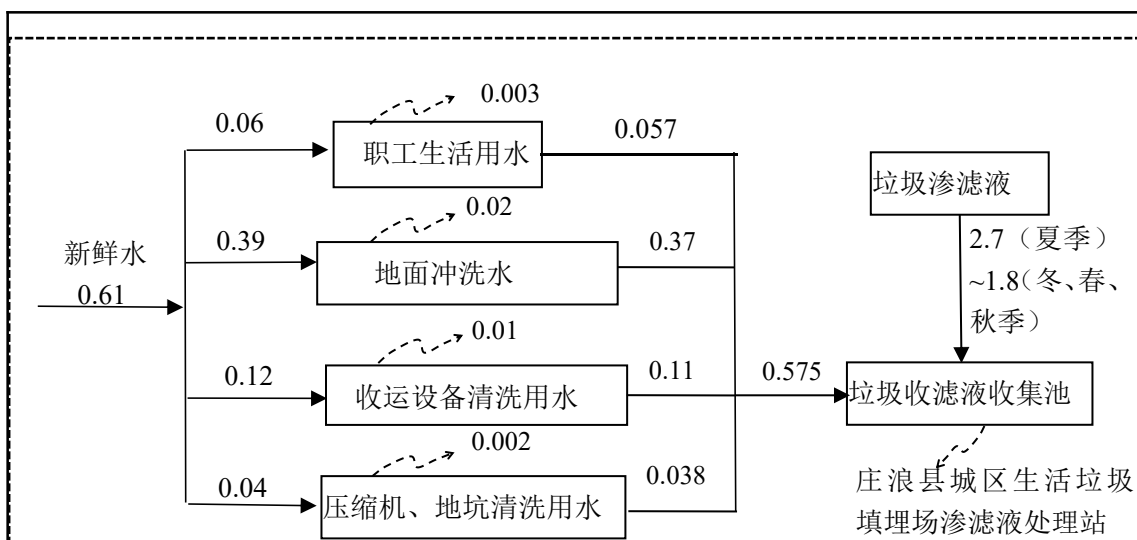 0.003
0.06
职工生活用水
0.057
垃圾渗滤液
0.02
新鲜水
0.61
0.39
地面冲洗水
0.37
2.7（夏季）
~1.8（冬、春、
秋季）
0.01
0.12
收运设备清洗用水
0.11
0.575
垃圾收滤液收集池
0.002
0.04
压缩机、地坑清洗用水
0.038
庄浪县城区生活垃圾
填埋场渗滤液处理站